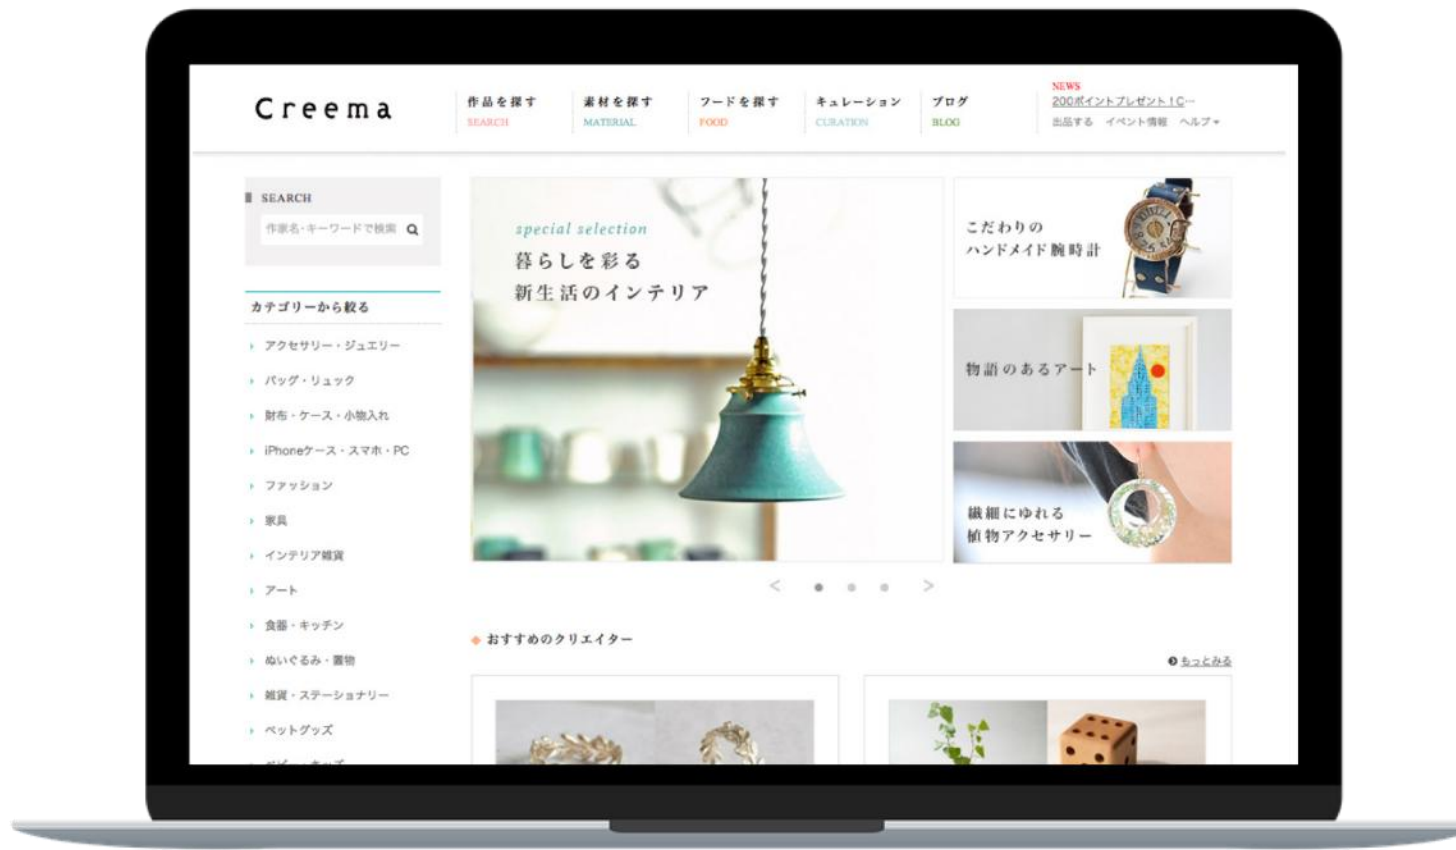 Creema
作品を探す
SEARCH
素材を探す
MATERIAL
フードを探す
FOOD
キュレーション
CURATION
ブログ
BLOG
NEWS
200ポイントプレゼント!C…
出品する イベント情報 ヘルプ
SEARCH
作家名・キーワードで検索
カテゴリーから絞る
アクセサリー・ジュエリー
バッグ・リュック
財布・ケース・小物入れ
iPhoneケース・スマホ・PC
ファッション
家具
インテリア雑貨
アート
食器・キッチン
ぬいぐるみ・置物
雑貨・ステーショナリー
ペットグッズ
special selection
暮らしを彩る
新生活のインテリア
こだわりの
ハンドメイド腕時計
物語のあるアート
繊細にゆれる
植物アクセサリー
< >
おすすめのクリエイター
もっとみる